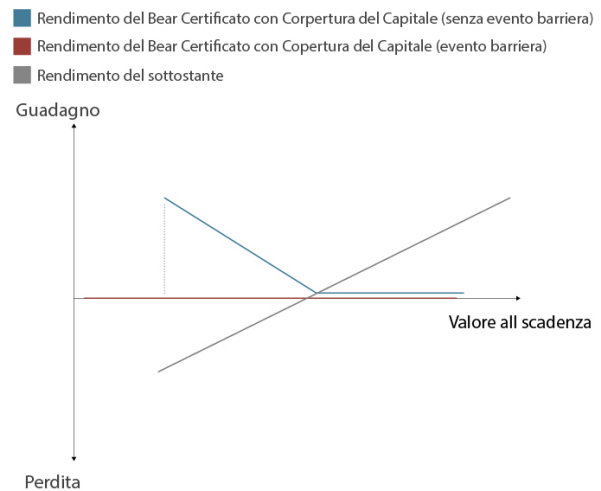 Rendimento del Bear Certificato con Corpertura del Capitale (senza evento barriera)
Rendimento del Bear Certificato con Copertura del Capitale (evento barriera)
Rendimento del sottostante
Guadagno
Valore all scadenza
Perdita